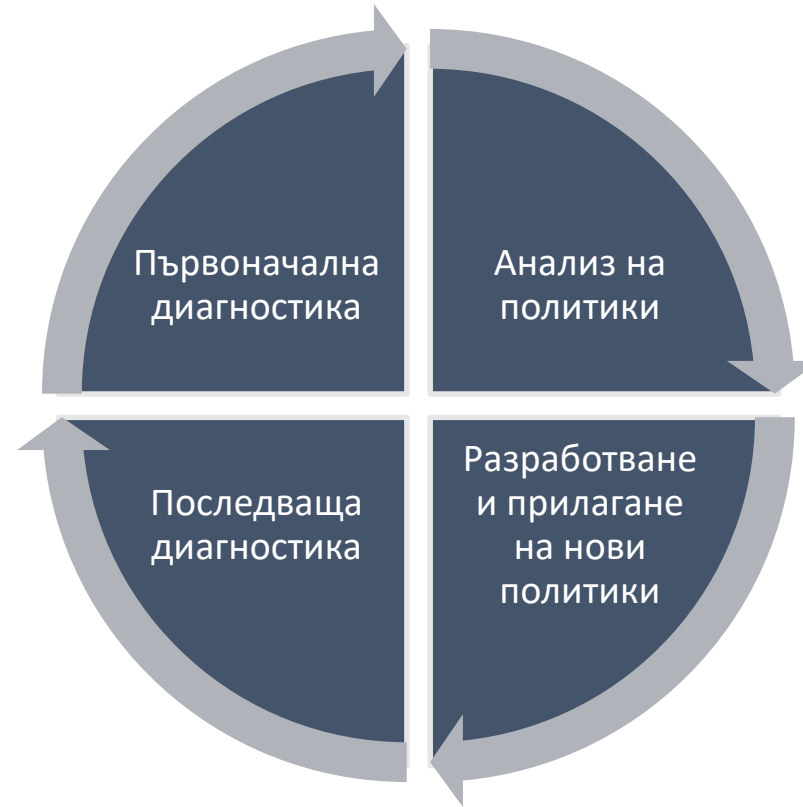 Първоначална
диагностика
Анализ на
политики
Разработване
и прилагане
на нови
политики
Последваща
диагностика